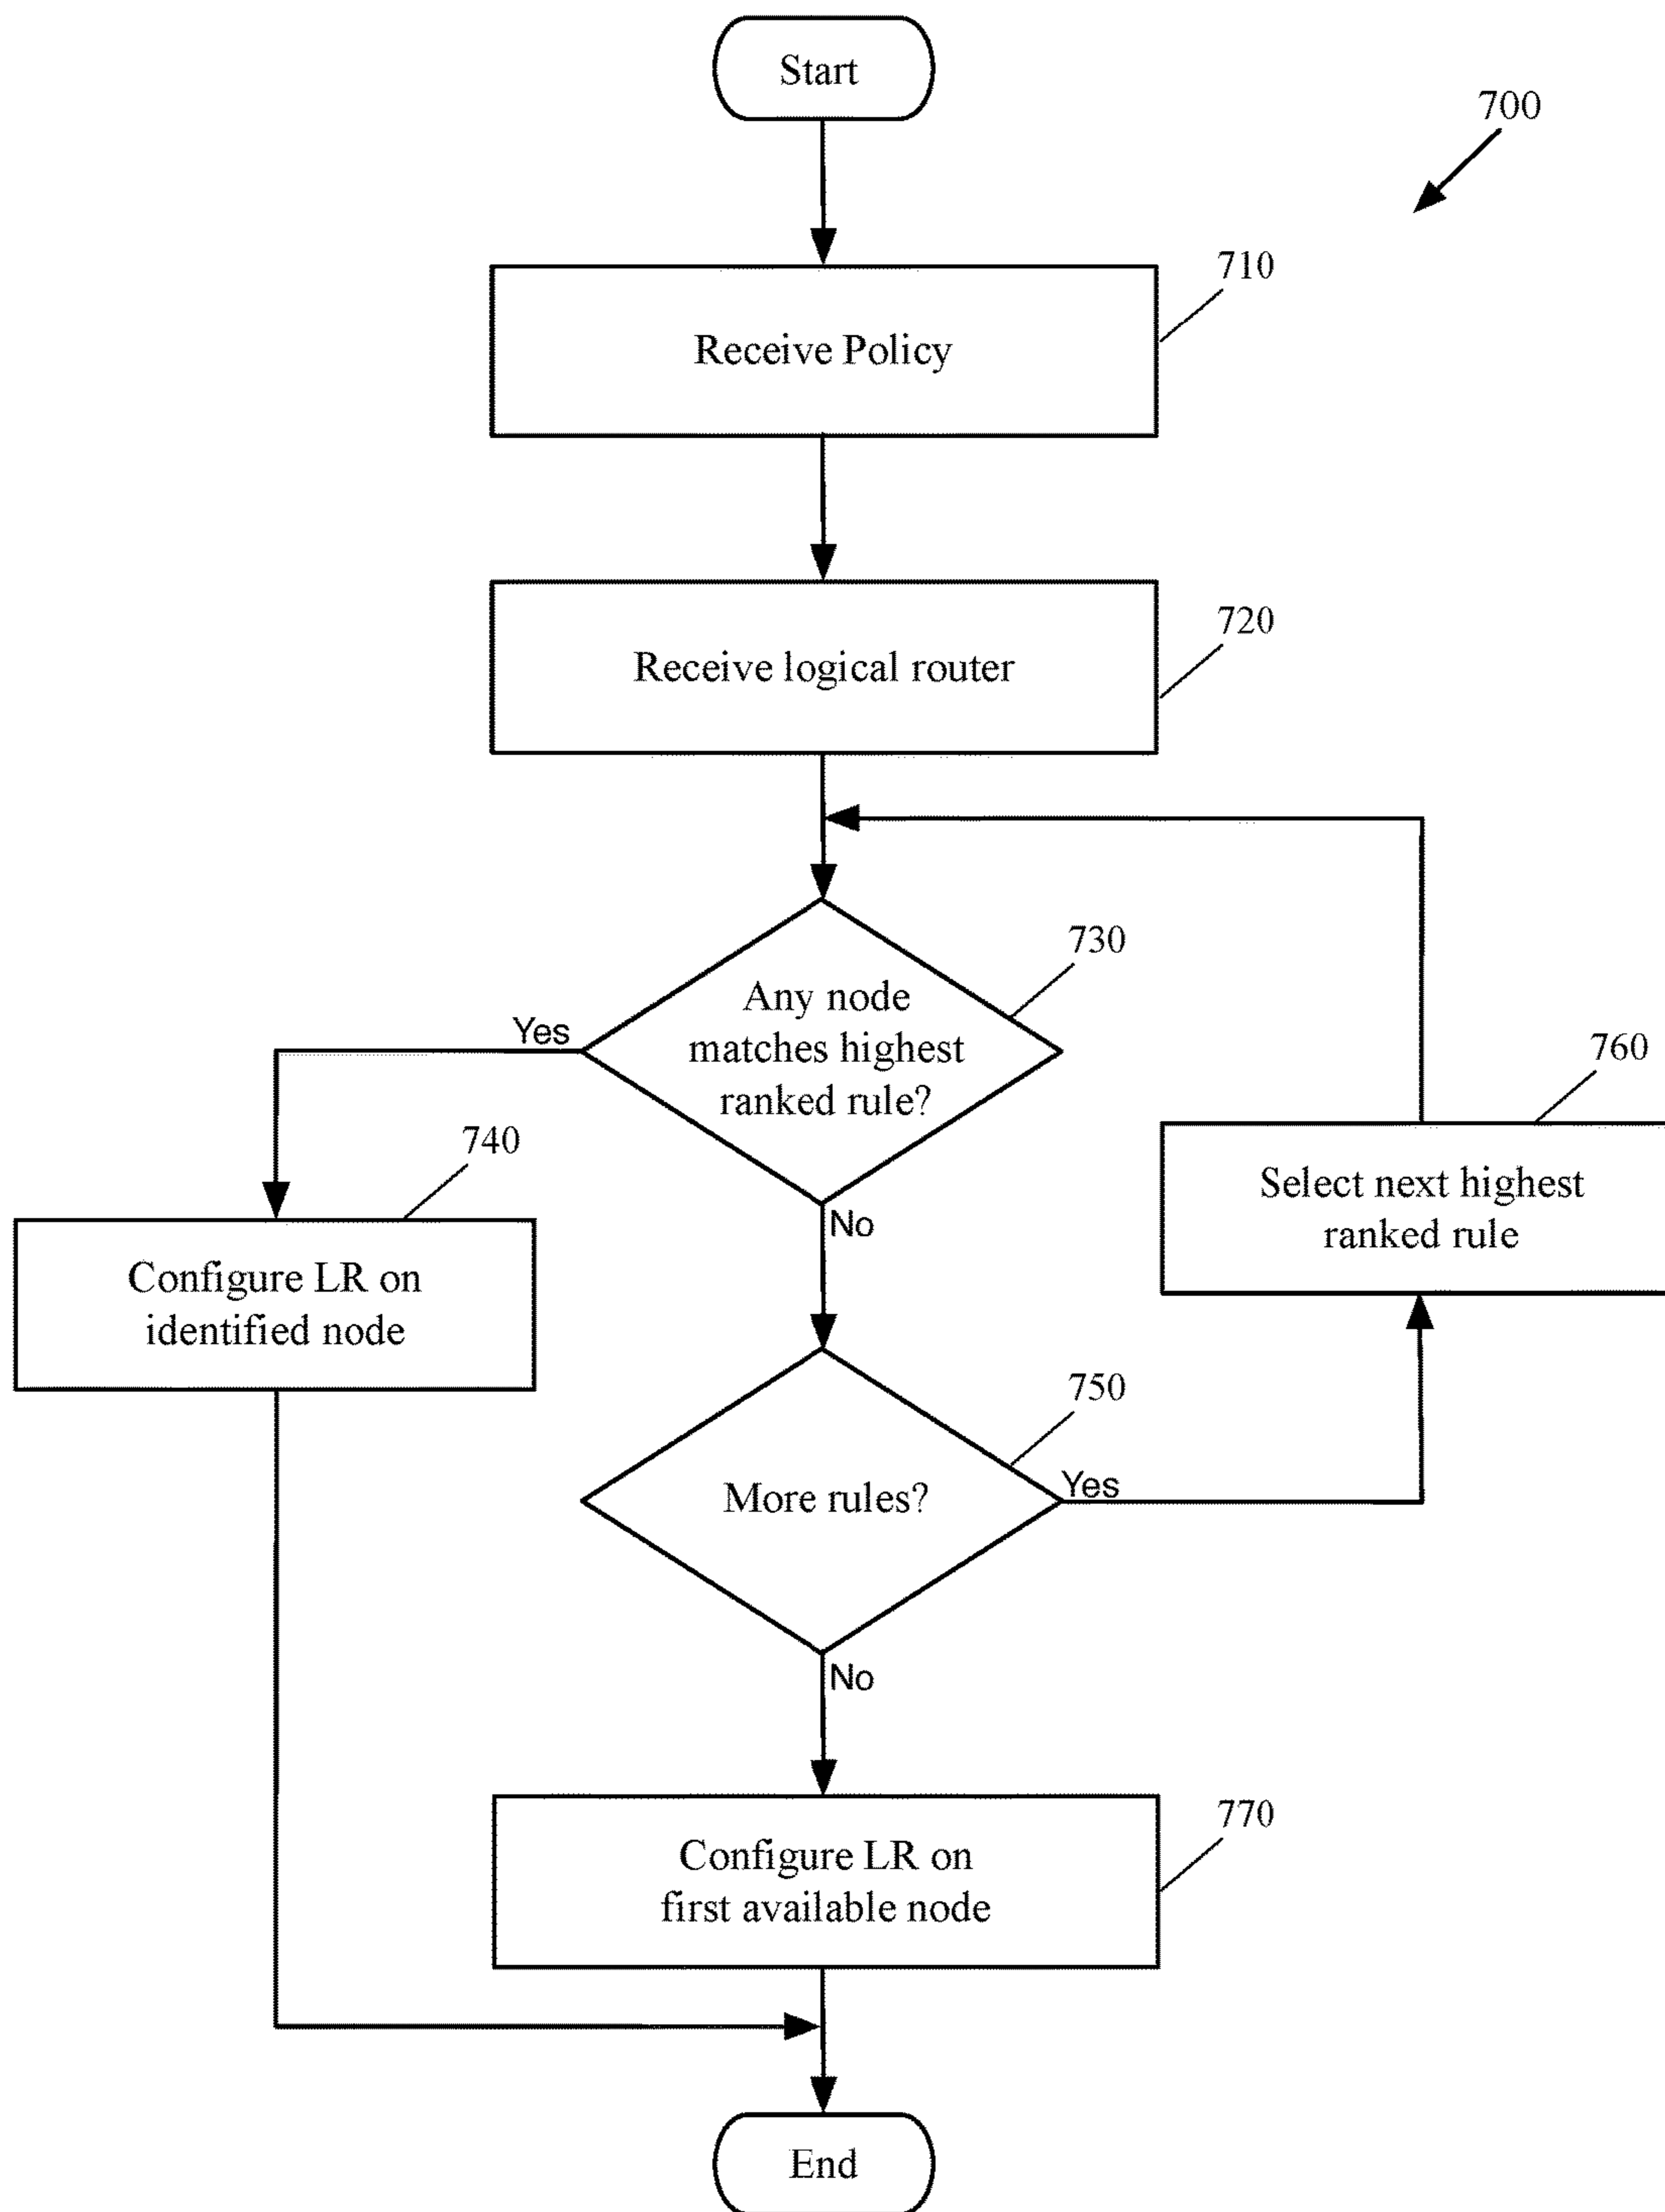 Start
700
710
Receive Policy
720
Receive logical router
730
Any node
matches highest
ranked rule?
Yes
No
740
Configure LR on
identified node
760
Select next highest
ranked rule
750
More rules?
Yes
No
770
Configure LR on
first available node
End